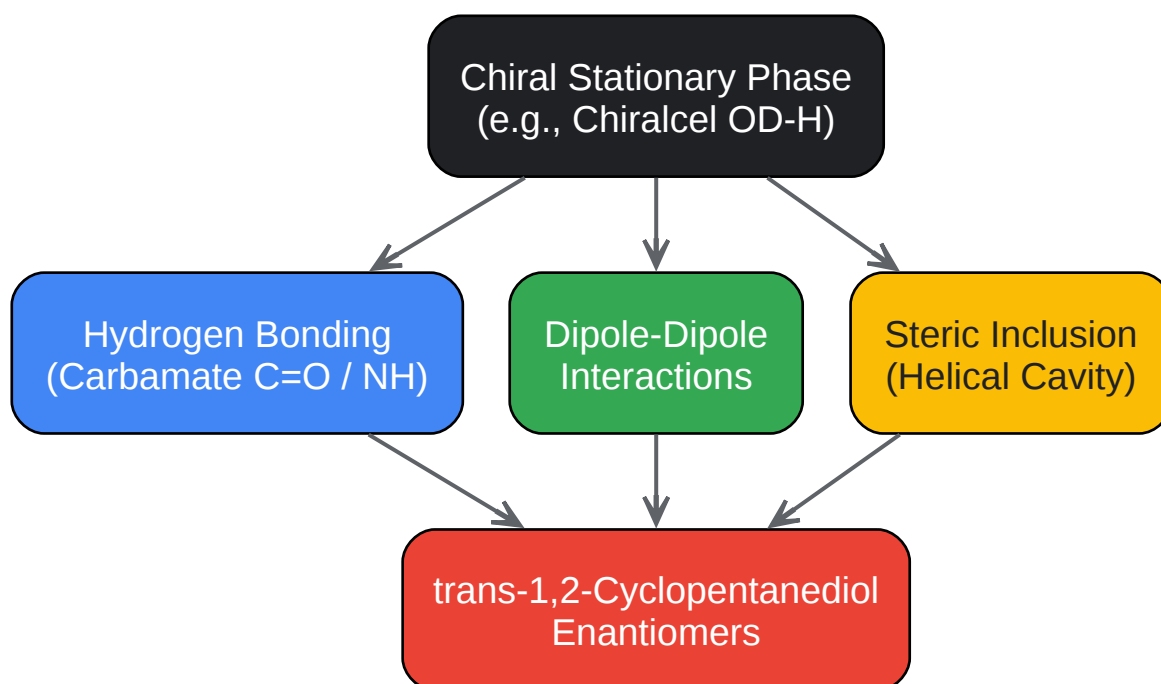 Chiral Stationary Phase
(e.g., Chiralcel OD-H)
Hydrogen Bonding
(Carbamate C=O / NH)
Dipole-Dipole
Interactions
Steric Inclusion
(Helical Cavity)
trans-1,2-Cyclopentanediol
Enantiomers